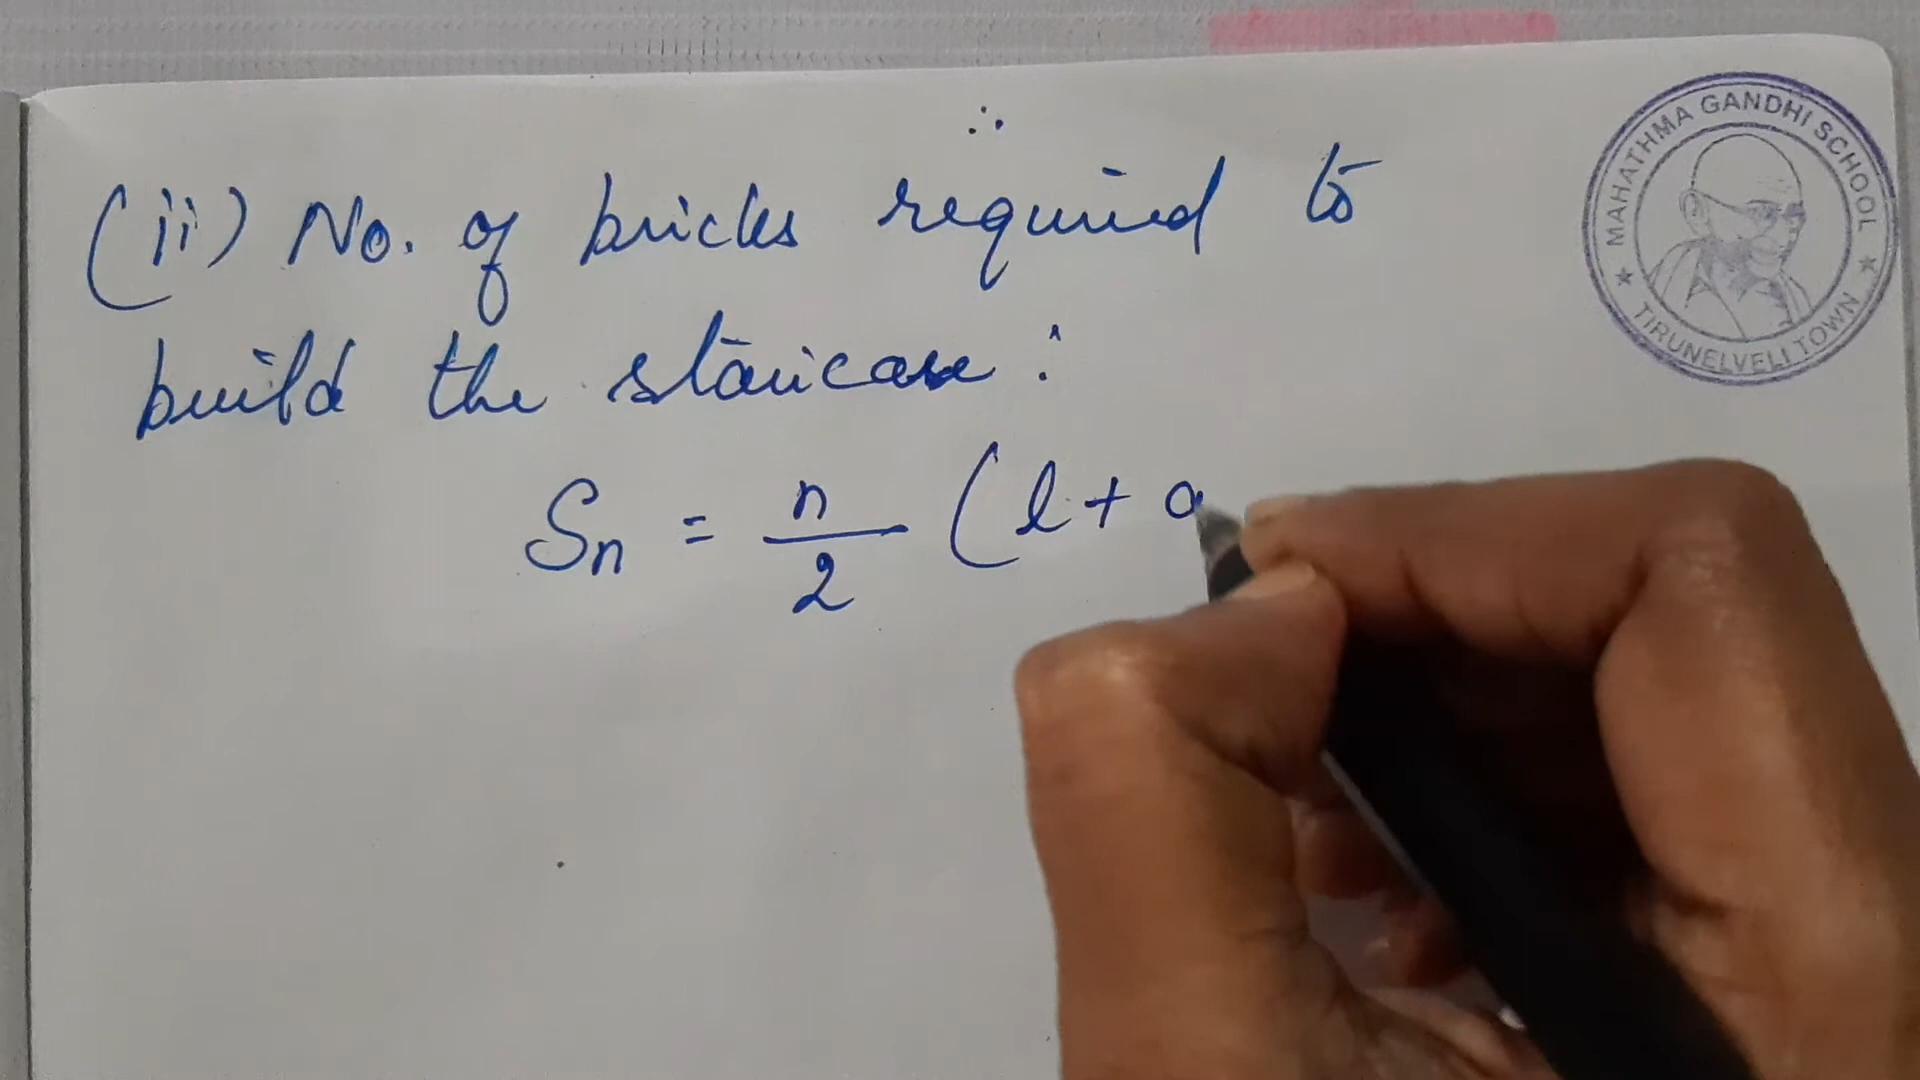 ∴
(ii) No. of bricks required to
build the staircase :
Sn = n/2 (l + a
MAHATHMA GANDHI SCHOOL
★ TIRUNELVELI TOWN ★